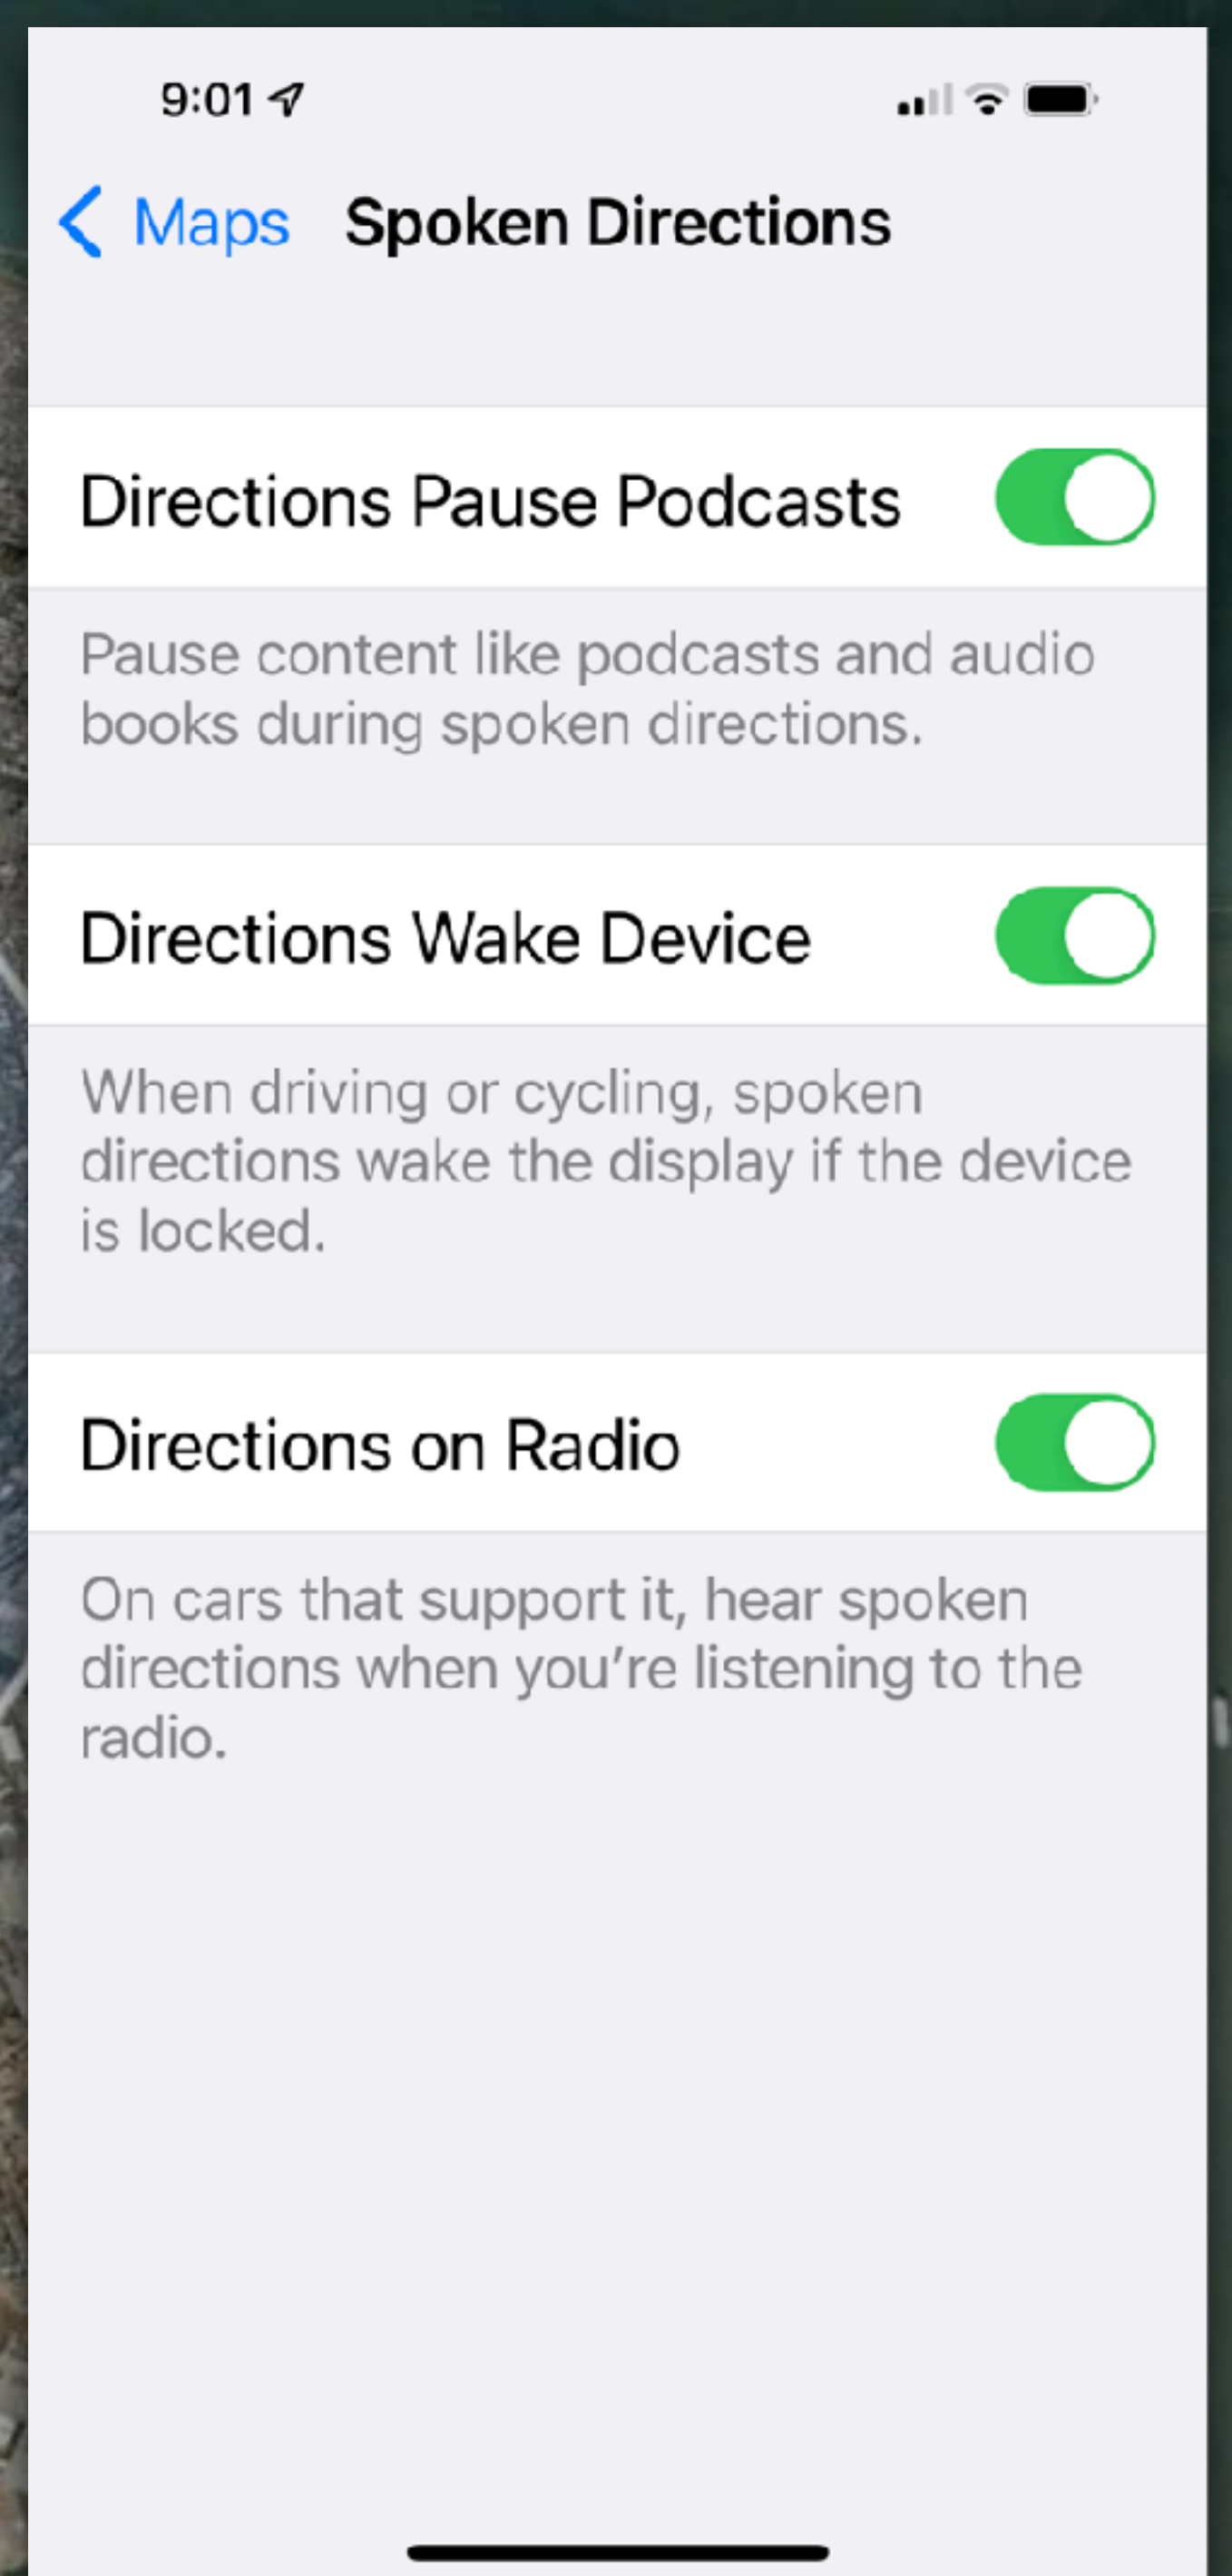 9:01
Maps Spoken Directions
Directions Pause Podcasts
Pause content like podcasts and audio
books during spoken directions.
Directions Wake Device
When driving or cycling, spoken
directions wake the display if the device
is locked.
Directions on Radio
On cars that support it, hear spoken
directions when you’re listening to the
radio.